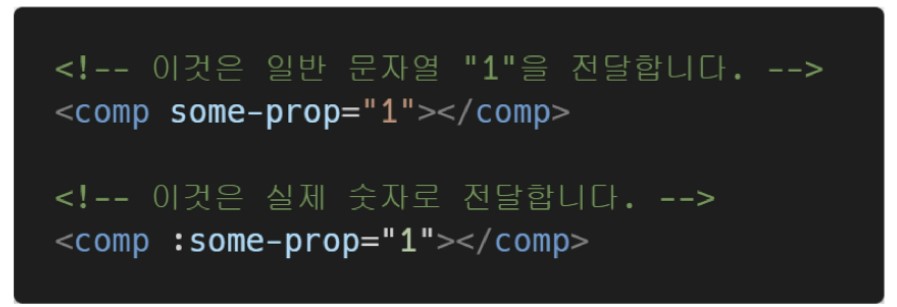 <!-- 이것은 일반 문자열 "1"을 전달합니다. -->
<comp some-prop="1"></comp>
<!-- 이것은 실제 숫자로 전달합니다. -->
<comp :some-prop="1"></comp>